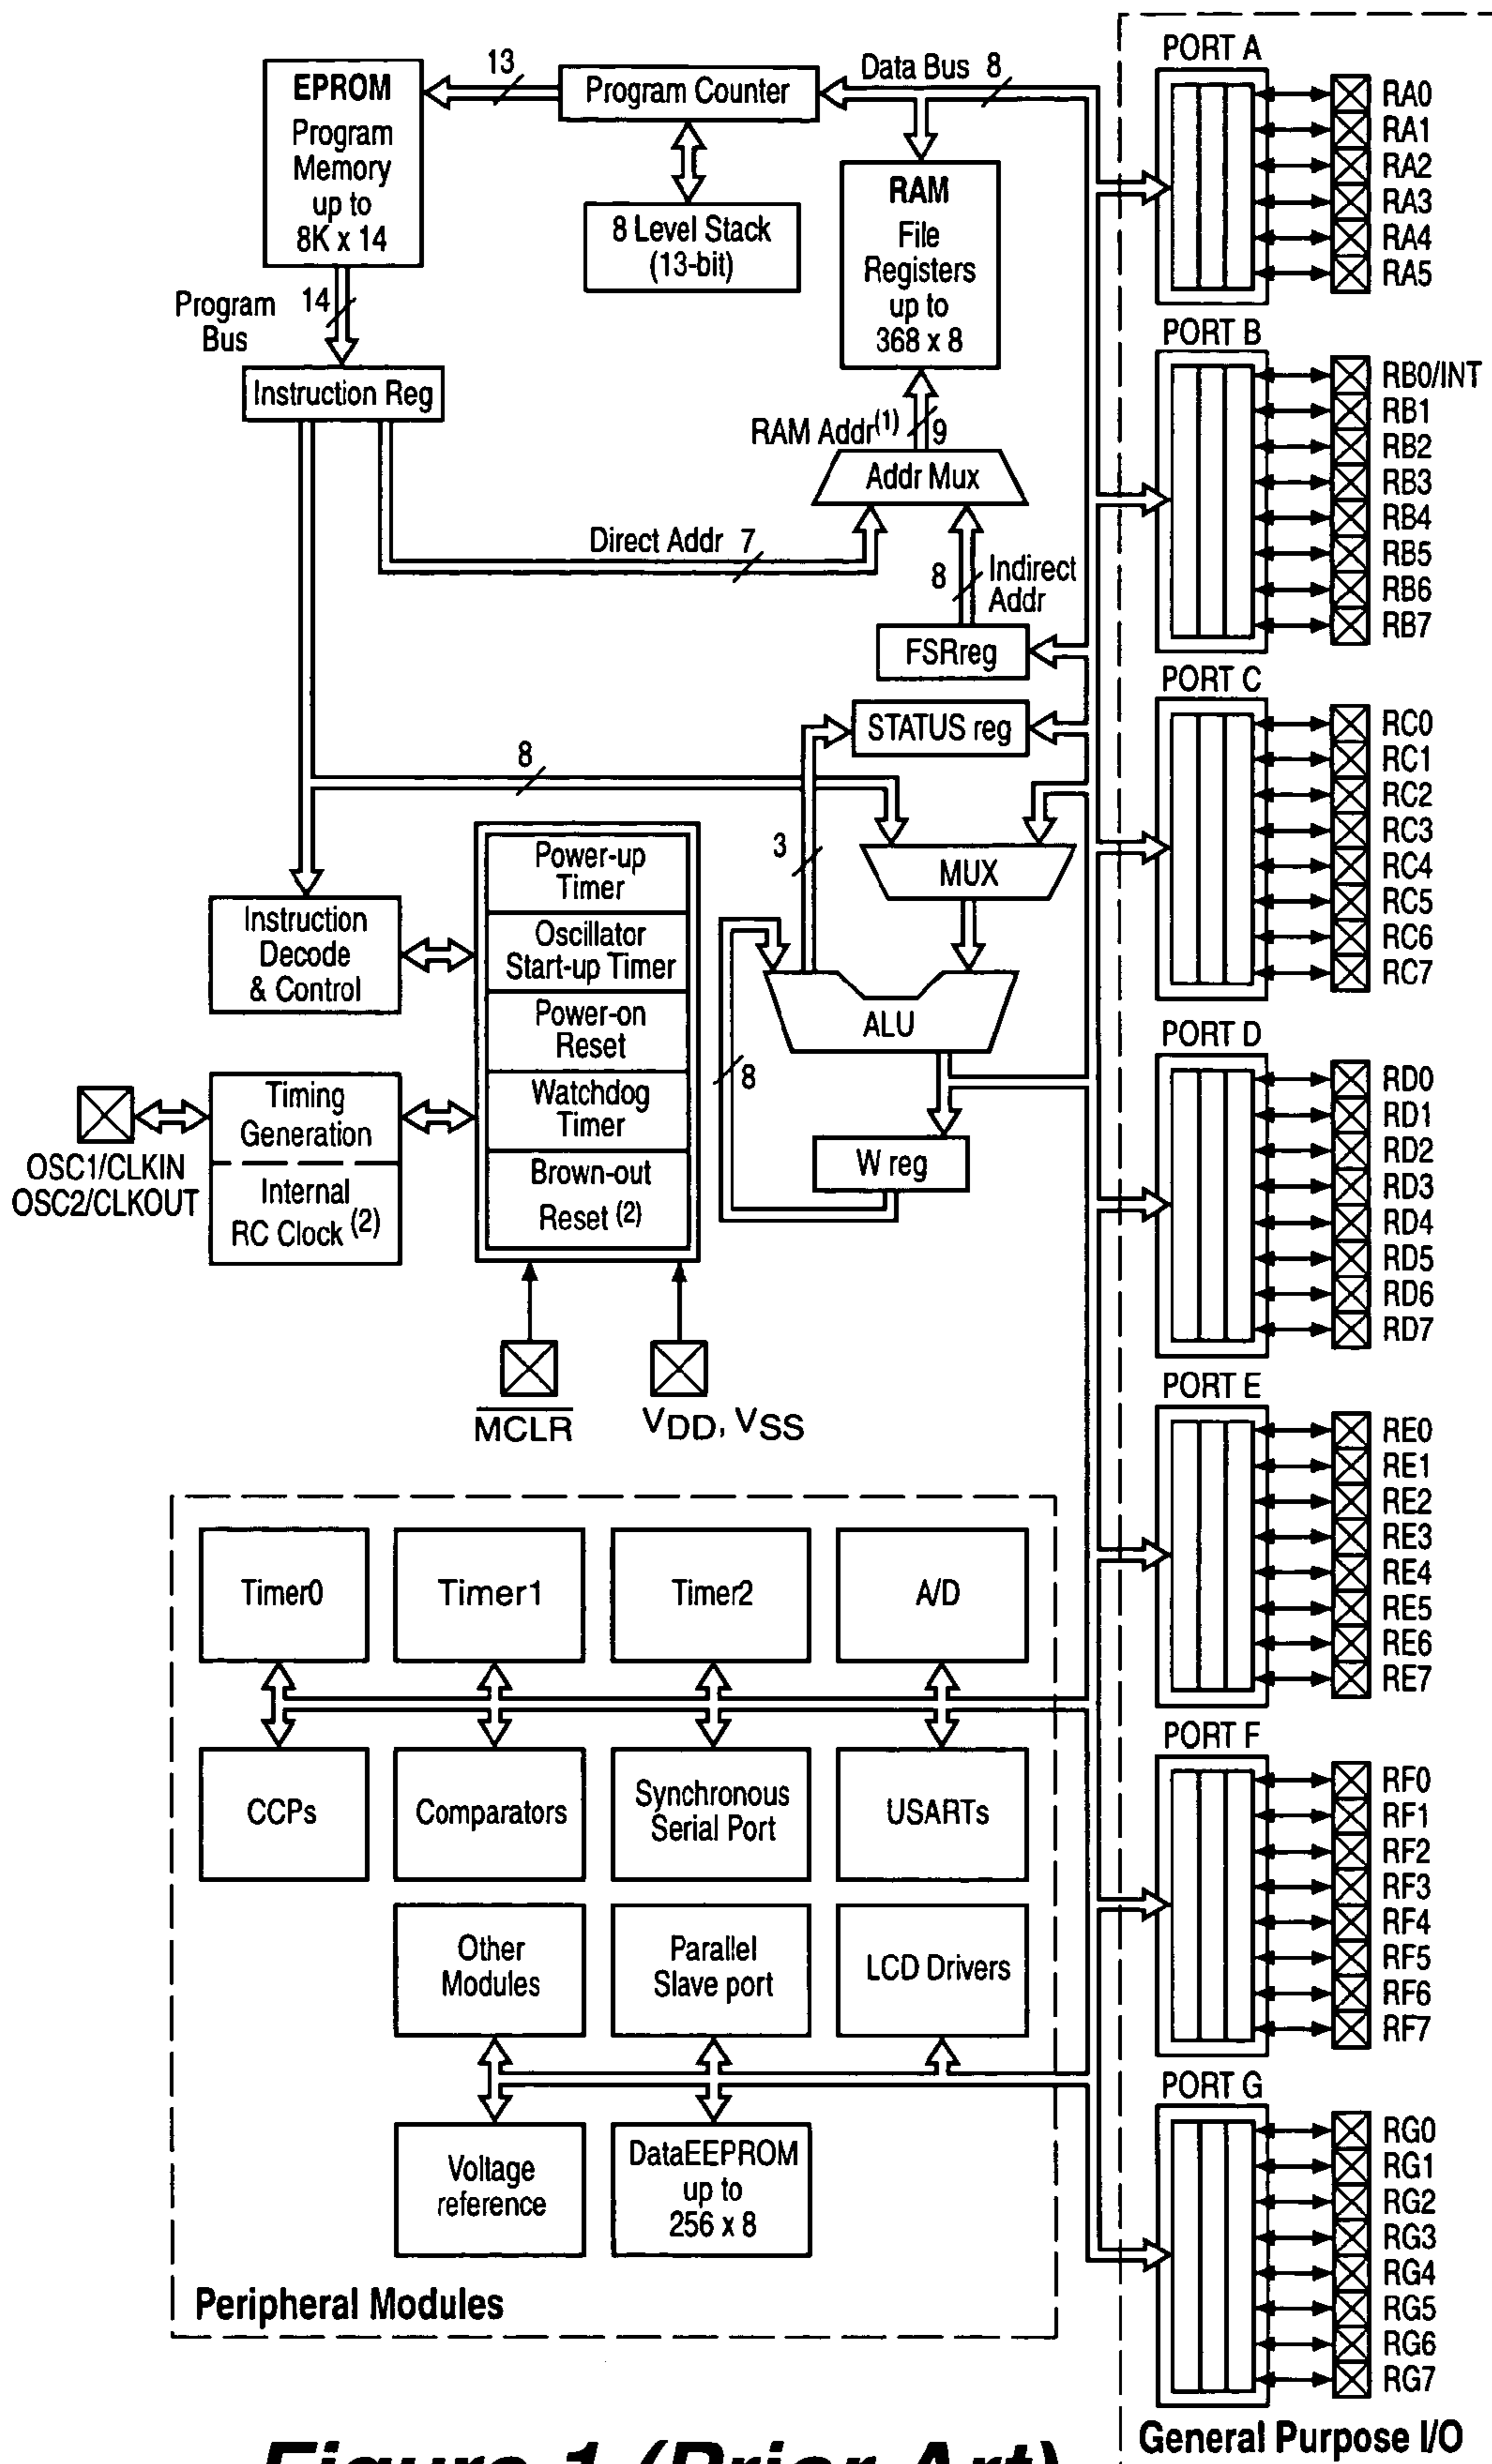 EPROM
Program
Memory
up to
8K x 14
13
Program Counter
Data Bus 8
8 Level Stack
(13-bit)
RAM
File
Registers
up to
368 x 8
Program
Bus
14
Instruction Reg
RAM Addr(1)
9
Addr Mux
Direct Addr 7
8
Indirect
Addr
FSRreg
STATUS reg
8
3
MUX
ALU
8
W reg
Instruction
Decode
& Control
Power-up
Timer
Oscillator
Start-up Timer
Power-on
Reset
Watchdog
Timer
Brown-out
Reset (2)
Timing
Generation
Internal
RC Clock (2)
OSC1/CLKIN
OSC2/CLKOUT
MCLR
VDD, VSS
Timer0
Timer1
Timer2
A/D
CCPs
Comparators
Synchronous
Serial Port
USARTs
Other
Modules
Parallel
Slave port
LCD Drivers
Voltage
reference
DataEEPROM
up to
256 x 8
Peripheral Modules
PORT A
RA0
RA1
RA2
RA3
RA4
RA5
PORT B
RB0/INT
RB1
RB2
RB3
RB4
RB5
RB6
RB7
PORT C
RC0
RC1
RC2
RC3
RC4
RC5
RC6
RC7
PORT D
RD0
RD1
RD2
RD3
RD4
RD5
RD6
RD7
PORT E
RE0
RE1
RE2
RE3
RE4
RE5
RE6
RE7
PORT F
RF0
RF1
RF2
RF3
RF4
RF5
RF6
RF7
PORT G
RG0
RG1
RG2
RG3
RG4
RG5
RG6
RG7
General Purpose I/O
Figure 1 (Prior Art)